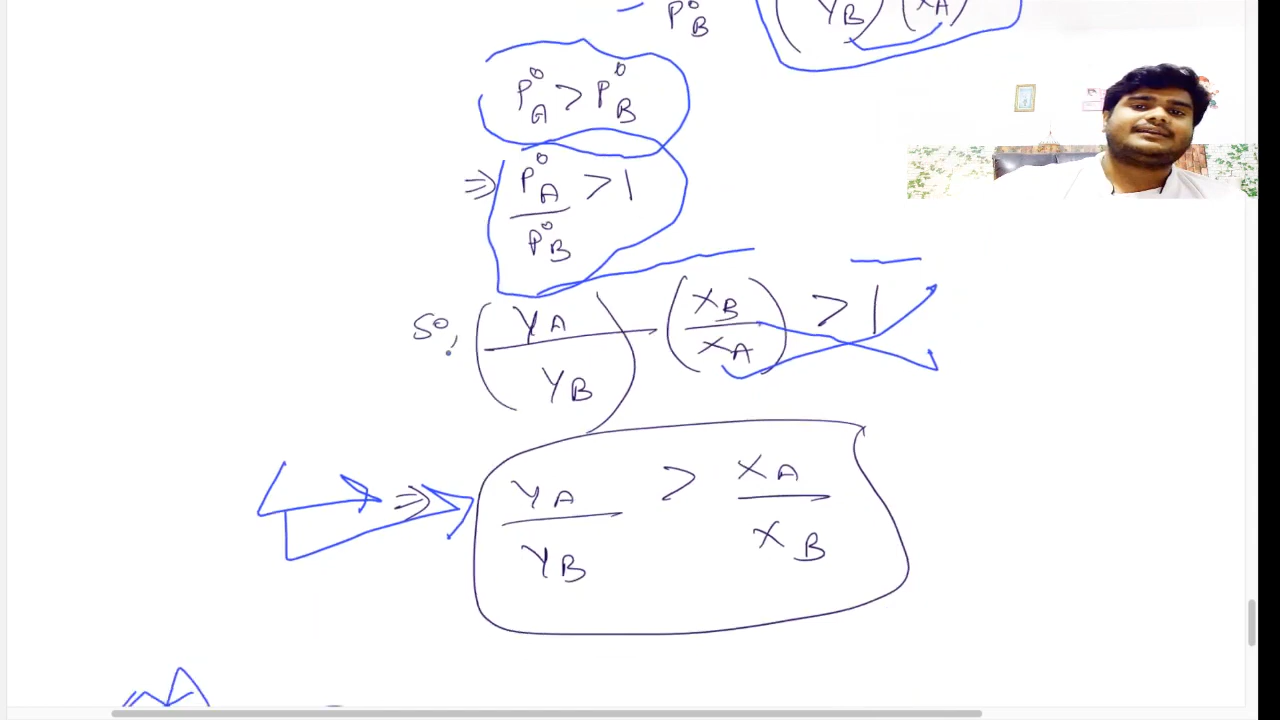 = P°B (YB) (XA)
P°A > P°B
⇒ P°A / P°B > 1
So, (YA / YB) (XB / XA) > 1
⇒ YA / YB > XA / XB